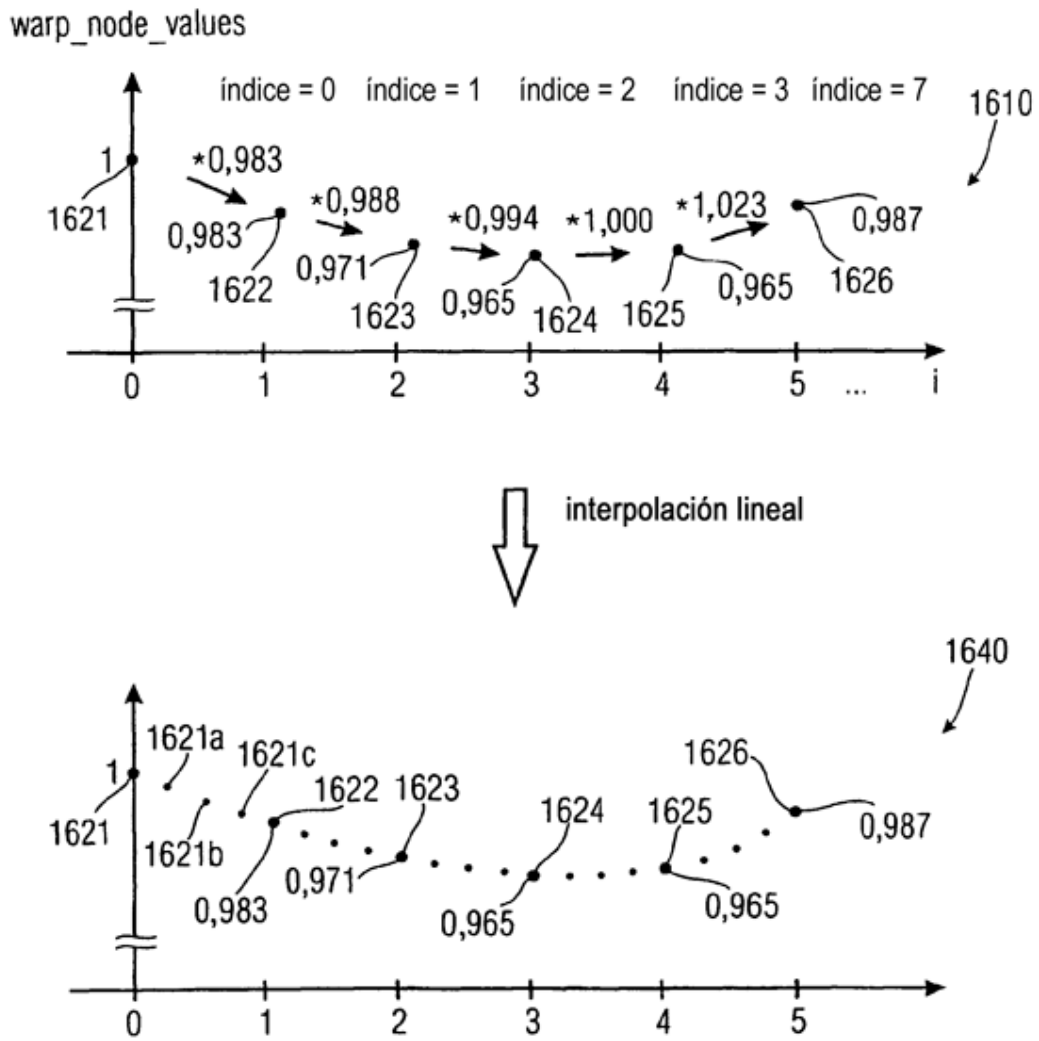 warp_node_values
índice = 0 índice = 1 índice = 2 índice = 3 índice = 7
1610
1 *0,983 *0,988 *0,994 *1,000 *1,023
1621 0,983 0,971 0,965 0,965 0,987
1622 1623 1624 1625 1626
0 1 2 3 4 5 ... i
interpolación lineal
1640
1621a 1621c 1622 1623 1624 1625 1626
1
1621 1621b 0,983 0,971 0,965 0,965 0,987
0 1 2 3 4 5